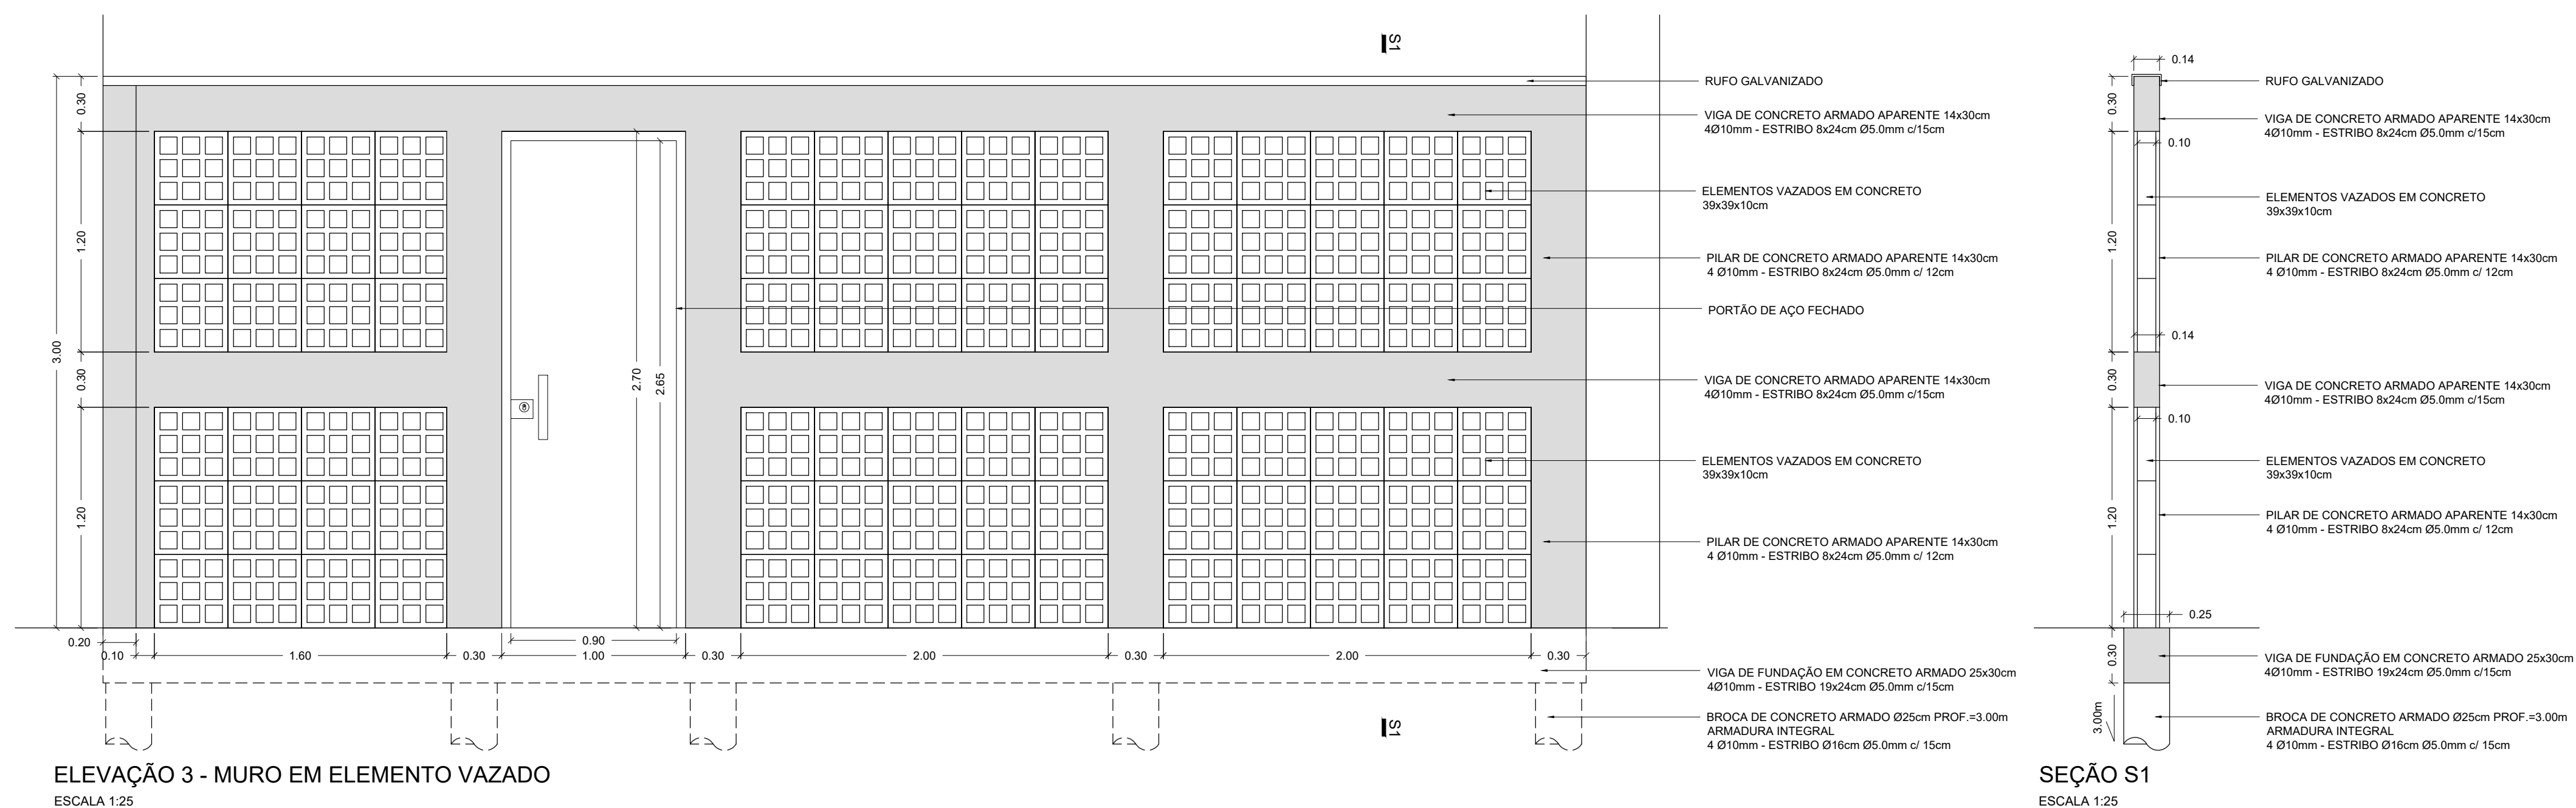 S1
RUFO GALVANIZADO
VIGA DE CONCRETO ARMADO APARENTE 14x30cm
4Ø10mm - ESTRIBO 8x24cm Ø5.0mm c/15cm
ELEMENTOS VAZADOS EM CONCRETO
39x39x10cm
PILAR DE CONCRETO ARMADO APARENTE 14x30cm
4 Ø10mm - ESTRIBO 8x24cm Ø5.0mm c/ 12cm
PORTÃO DE AÇO FECHADO
VIGA DE CONCRETO ARMADO APARENTE 14x30cm
4Ø10mm - ESTRIBO 8x24cm Ø5.0mm c/15cm
ELEMENTOS VAZADOS EM CONCRETO
39x39x10cm
PILAR DE CONCRETO ARMADO APARENTE 14x30cm
4 Ø10mm - ESTRIBO 8x24cm Ø5.0mm c/ 12cm
VIGA DE FUNDAÇÃO EM CONCRETO ARMADO 25x30cm
4Ø10mm - ESTRIBO 19x24cm Ø5.0mm c/15cm
BROCA DE CONCRETO ARMADO Ø25cm PROF.=3.00m
ARMADURA INTEGRAL
4 Ø10mm - ESTRIBO Ø16cm Ø5.0mm c/ 15cm
3.00
0.30
1.20
0.30
1.20
2.70
2.65
0.20
0.90
0.10
1.60
0.30
1.00
0.30
2.00
0.30
2.00
0.30
S1
ELEVAÇÃO 3 - MURO EM ELEMENTO VAZADO
ESCALA 1:25
0.14
0.30
RUFO GALVANIZADO
VIGA DE CONCRETO ARMADO APARENTE 14x30cm
4Ø10mm - ESTRIBO 8x24cm Ø5.0mm c/15cm
0.10
ELEMENTOS VAZADOS EM CONCRETO
39x39x10cm
1.20
PILAR DE CONCRETO ARMADO APARENTE 14x30cm
4 Ø10mm - ESTRIBO 8x24cm Ø5.0mm c/ 12cm
0.14
0.30
VIGA DE CONCRETO ARMADO APARENTE 14x30cm
4Ø10mm - ESTRIBO 8x24cm Ø5.0mm c/15cm
0.10
ELEMENTOS VAZADOS EM CONCRETO
39x39x10cm
1.20
PILAR DE CONCRETO ARMADO APARENTE 14x30cm
4 Ø10mm - ESTRIBO 8x24cm Ø5.0mm c/ 12cm
0.25
0.30
VIGA DE FUNDAÇÃO EM CONCRETO ARMADO 25x30cm
4Ø10mm - ESTRIBO 19x24cm Ø5.0mm c/15cm
3.00m
BROCA DE CONCRETO ARMADO Ø25cm PROF.=3.00m
ARMADURA INTEGRAL
4 Ø10mm - ESTRIBO Ø16cm Ø5.0mm c/ 15cm
SEÇÃO S1
ESCALA 1:25